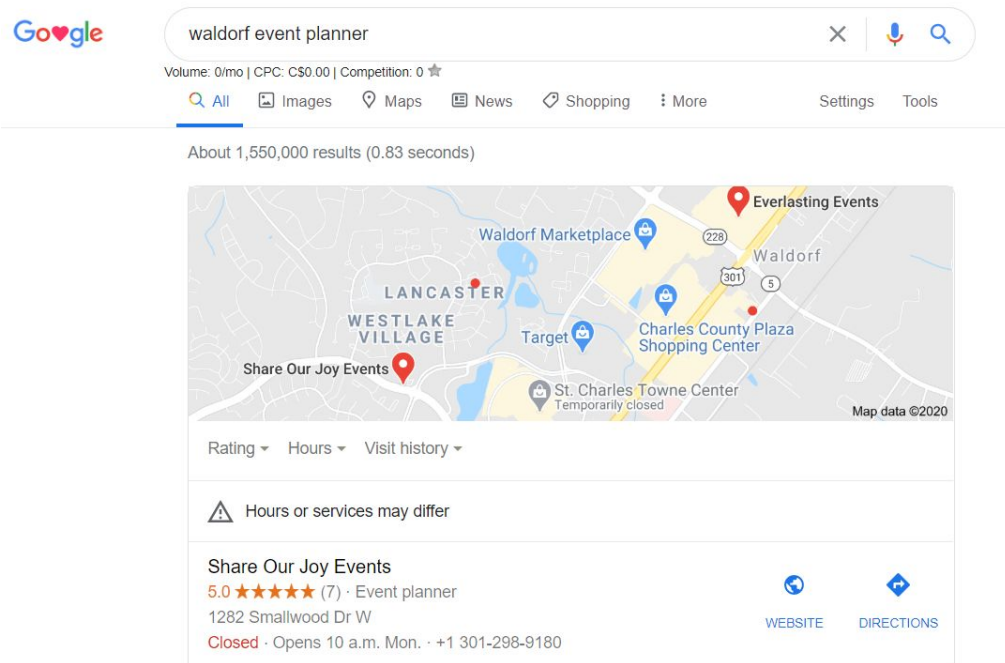 Google
waldorf event planner
Volume: 0/mo | CPC: C$0.00 | Competition: 0
All Images Maps News Shopping More Settings Tools
About 1,550,000 results (0.83 seconds)
Everlasting Events
Waldorf Marketplace
228
Waldorf
301
5
LANCASTER
WESTLAKE
VILLAGE
Target
Charles County Plaza
Shopping Center
Share Our Joy Events
St. Charles Towne Center
Temporarily closed
Map data ©2020
Rating Hours Visit history
Hours or services may differ
Share Our Joy Events
5.0 ★★★★★ (7) · Event planner
1282 Smallwood Dr W
WEBSITE DIRECTIONS
Closed · Opens 10 a.m. Mon. · +1 301-298-9180